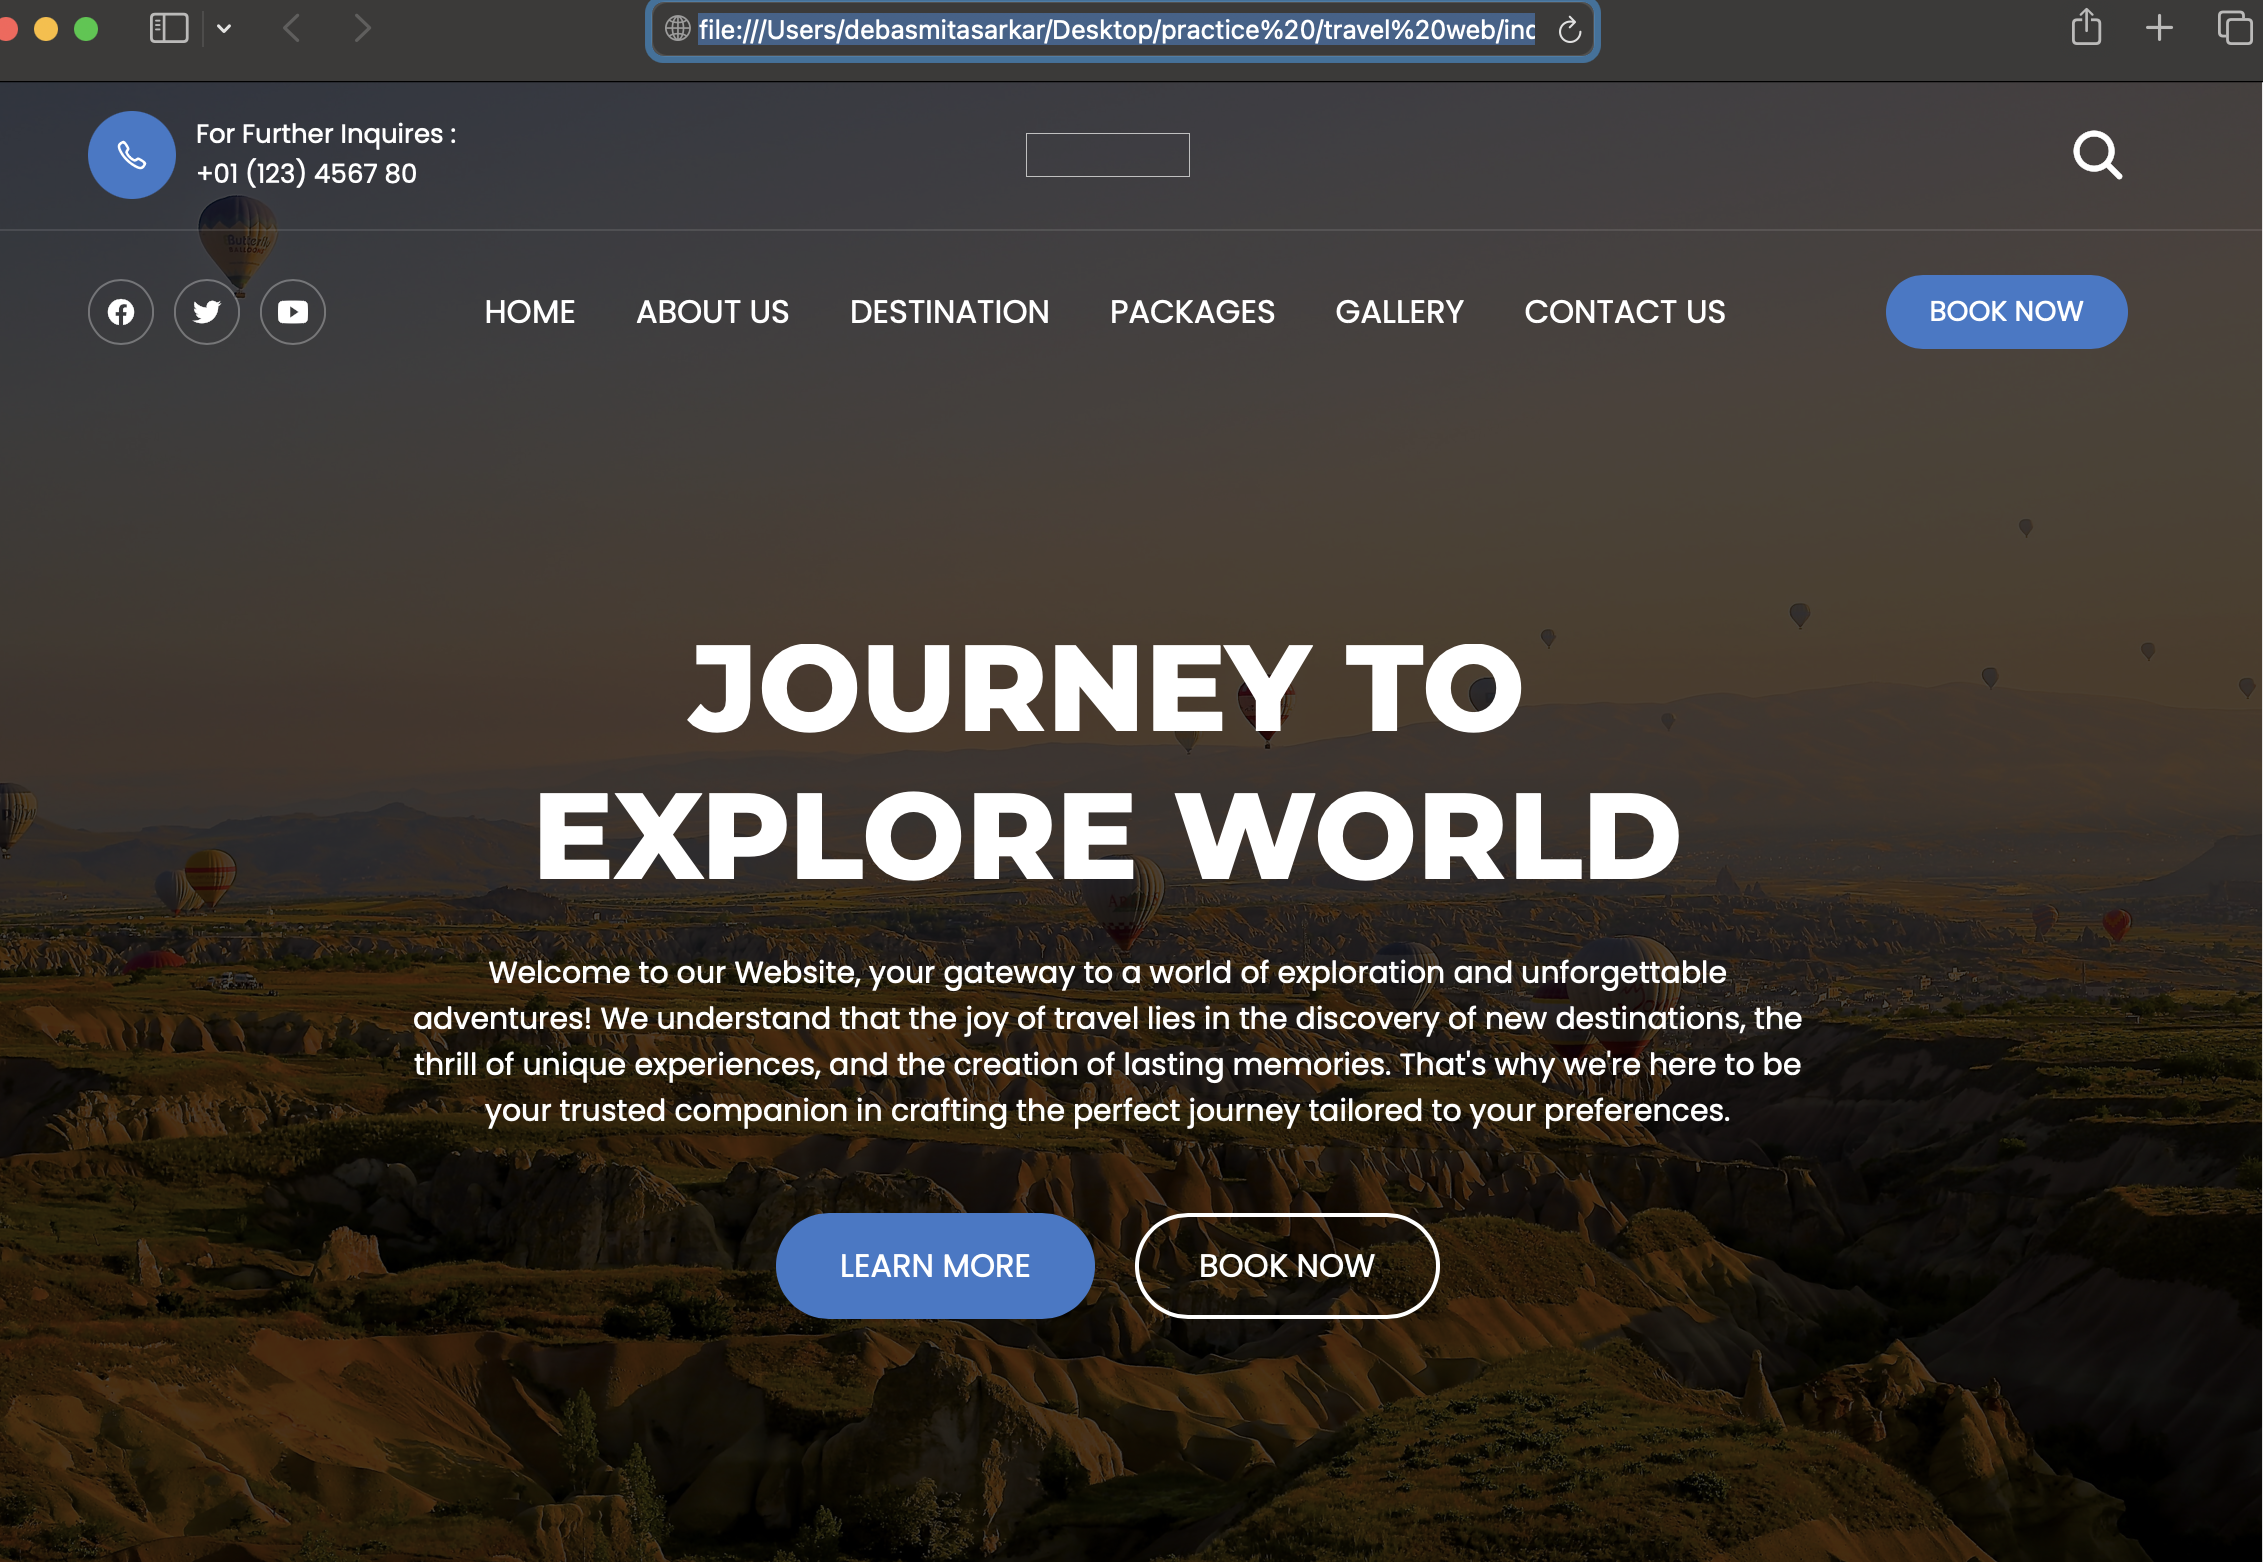 file:///Users/debasmitasarkar/Desktop/practice%20/travel%20web/ind
For Further Inquires :
+01 (123) 4567 80
Butterfly
BALLOONS
HOME ABOUT US DESTINATION PACKAGES GALLERY CONTACT US BOOK NOW
JOURNEY TO
EXPLORE WORLD
Welcome to our Website, your gateway to a world of exploration and unforgettable
adventures! We understand that the joy of travel lies in the discovery of new destinations, the
thrill of unique experiences, and the creation of lasting memories. That's why we're here to be
your trusted companion in crafting the perfect journey tailored to your preferences.
LEARN MORE BOOK NOW